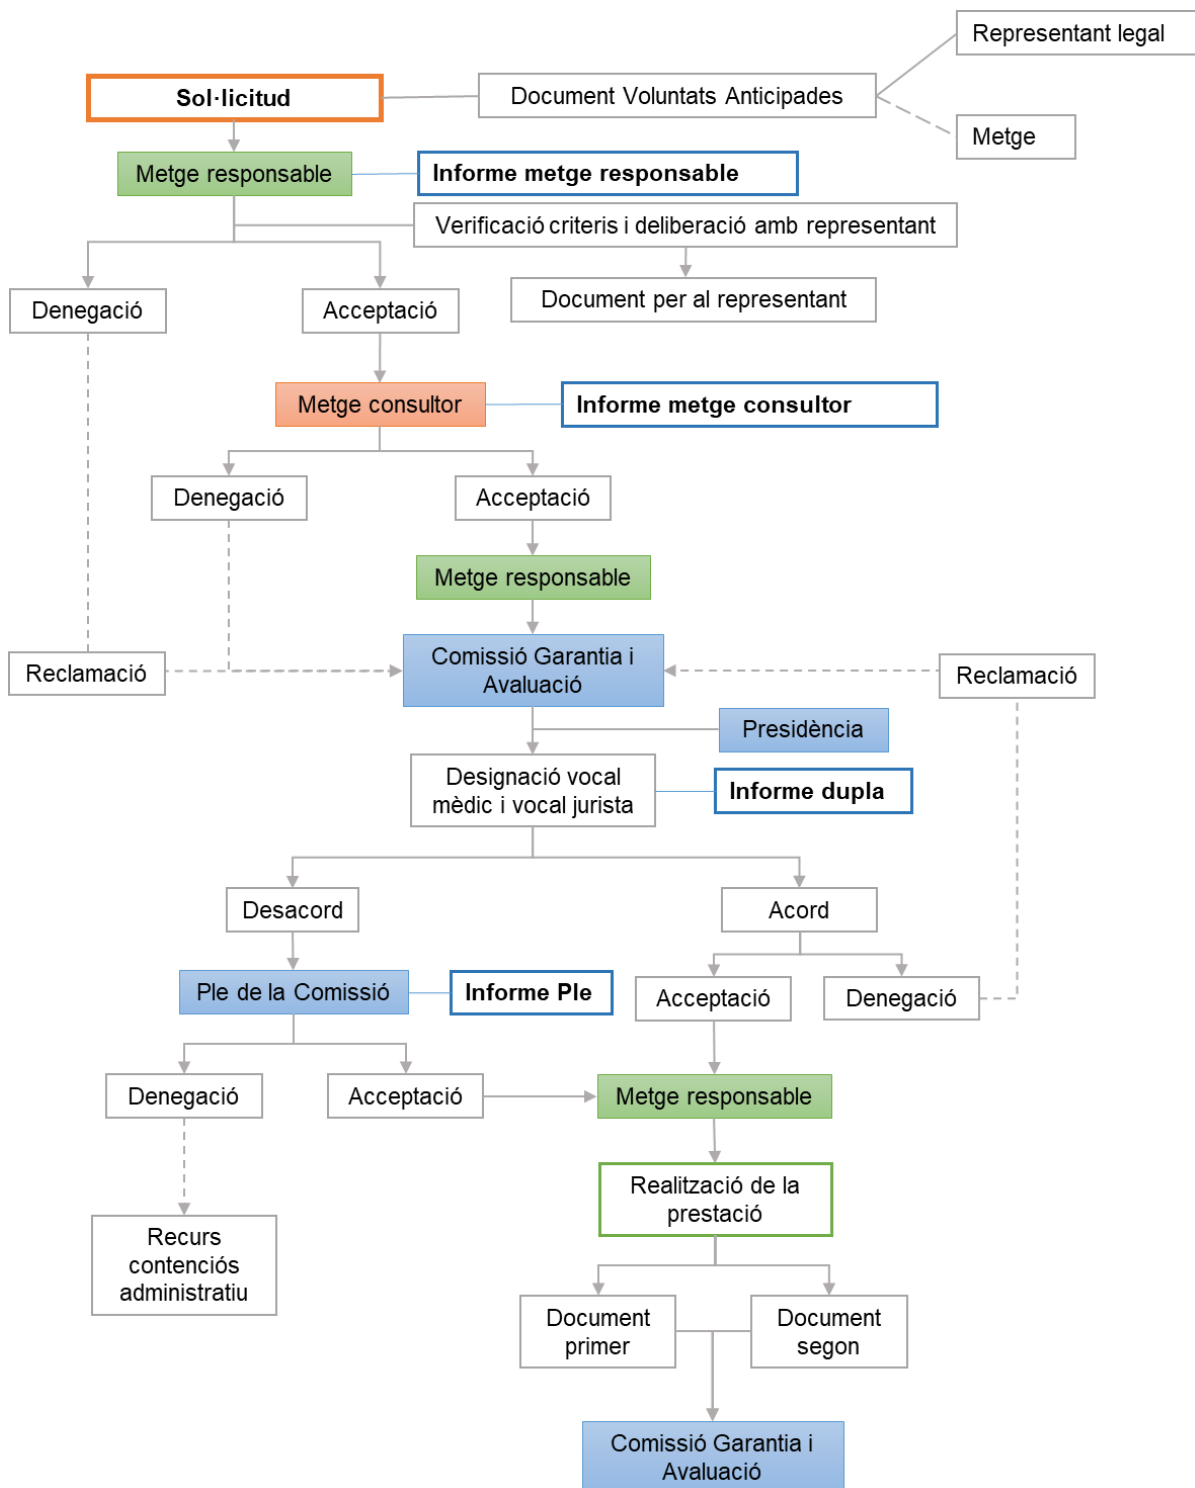 Representant legal
Sol·licitud
Document Voluntats Anticipades
Metge
Metge responsable
Informe metge responsable
Verificació criteris i deliberació amb representant
Denegació
Acceptació
Document per al representant
Metge consultor
Informe metge consultor
Denegació
Acceptació
Metge responsable
Comissió Garantia i
Avaluació
Reclamació
Reclamació
Presidència
Designació vocal
mèdic i vocal jurista
Informe dupla
Desacord
Acord
Ple de la Comissió
Informe Ple
Acceptació
Denegació
Denegació
Acceptació
Metge responsable
Realització de la
prestació
Recurs
contenciós
administratiu
Document
primer
Document
segon
Comissió Garantia i
Avaluació